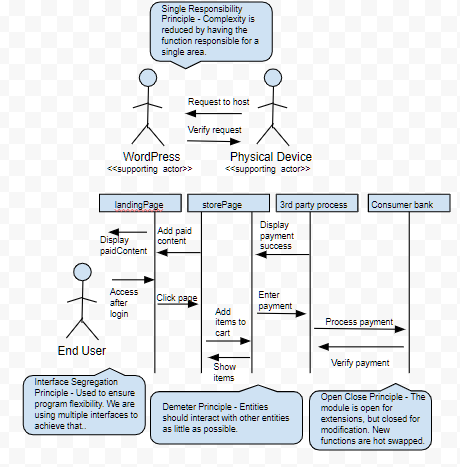 Single Responsibility
Principle - Complexity is
reduced by having the
function responsible for a
single area.
Request to host
Verify request
WordPress
<<supporting actor>>
Physical Device
<<supporting actor>>
landingPage
storePage
3rd party process
Consumer bank
Display
paidContent
Add paid
content
Display
payment
success
Access
after
login
Click page
Add
items to
cart
Enter
payment
Process payment
Show
items
Verify payment
End User
Interface Segregation
Principle - Used to ensure
program flexibility. We are
using multiple interfaces to
achieve that..
Demeter Principle - Entities
should interact with other entities
as little as possible.
Open Close Principle - The
module is open for
extensions, but closed for
modification. New
functions are hot swapped.